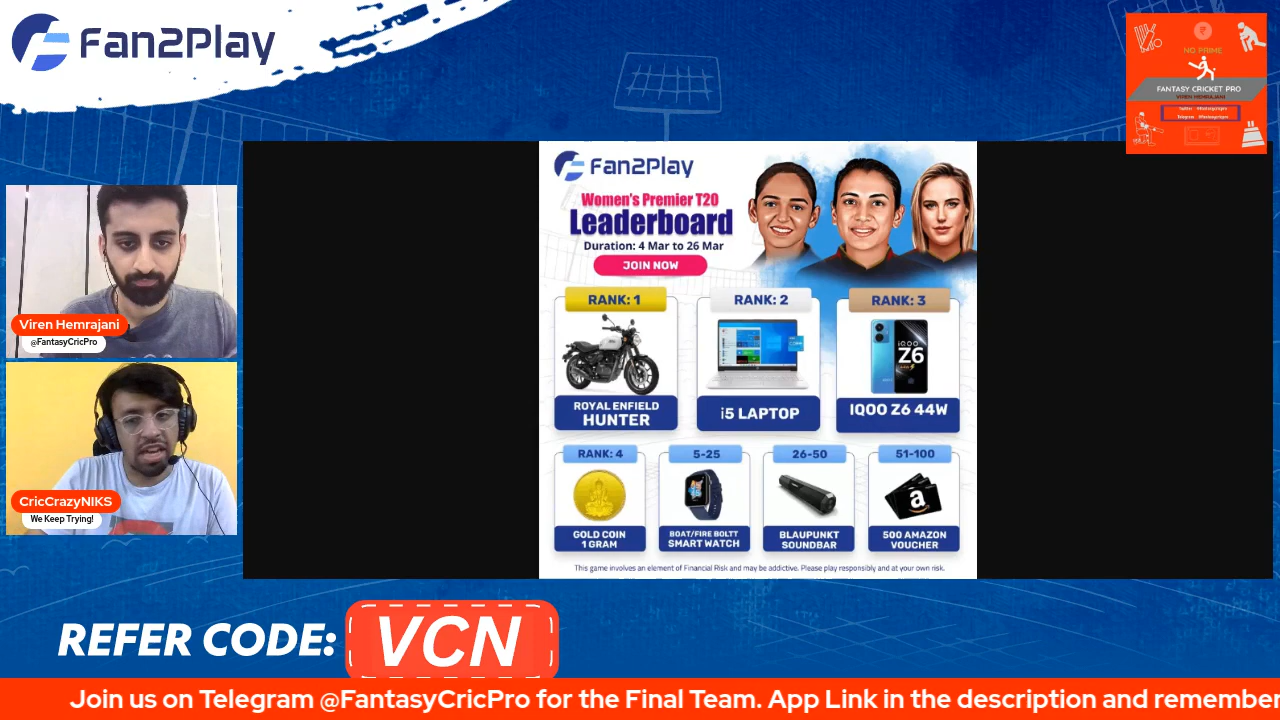 Fan2Play
NO PRIME
FANTASY CRICKET PRO
VIREN HEMRAJANI
Viren Hemrajani
@FantasyCricPro
CricCrazyNIKS
We Keep Trying!
Fan2Play
Women's Premier T20
Leaderboard
Duration: 4 Mar to 26 Mar
JOIN NOW
RANK: 1
RANK: 2
RANK: 3
iQOO
Z6
ROYAL ENFIELD
HUNTER
i5 LAPTOP
IQOO Z6 44W
RANK: 4
5-25
26-50
51-100
a
GOLD COIN
1 GRAM
BOAT/FIRE BOLTT
SMART WATCH
BLAUPUNKT
SOUNDBAR
500 AMAZON
VOUCHER
This game involves an element of Financial Risk and may be addictive. Please play responsibly and at your own risk.
REFER CODE:
VCN
Join us on Telegram @FantasyCricPro for the Final Team. App Link in the description and remember